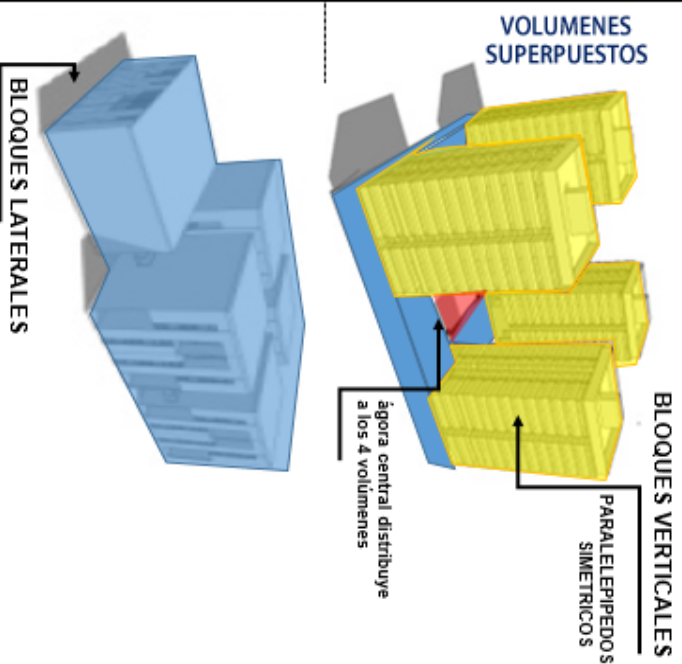 VOLUMENES
SUPERPUESTOS
BLOQUES VERTICALES
PARALELEPIPEDOS
SIMETRICOS
ágora central distribuye
a los 4 volúmenes
BLOQUES LATERALES